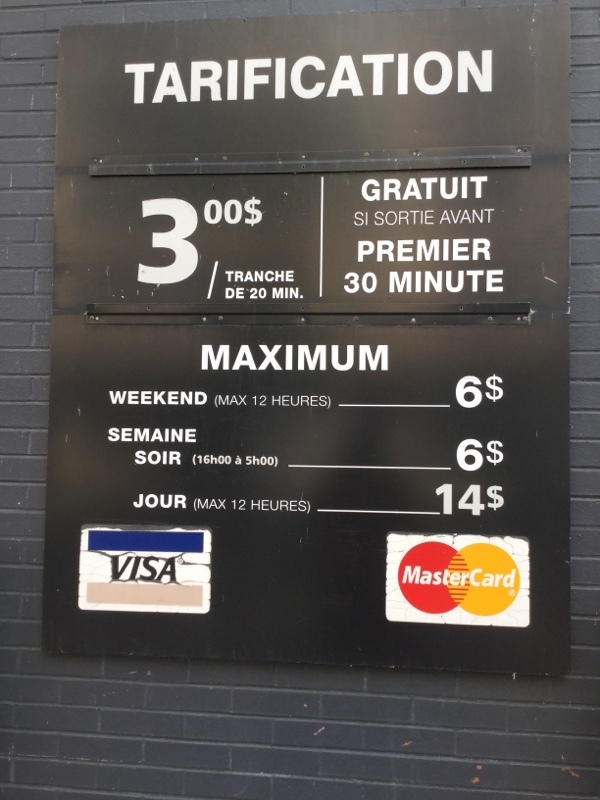 TARIFICATION
3 00$ / TRANCHE
DE 20 MIN.
GRATUIT
SI SORTIE AVANT
PREMIER
30 MINUTE
MAXIMUM
WEEKEND (MAX 12 HEURES) 6$
SEMAINE
SOIR (16h00 à 5h00) 6$
JOUR (MAX 12 HEURES) 14$
VISA
MasterCard